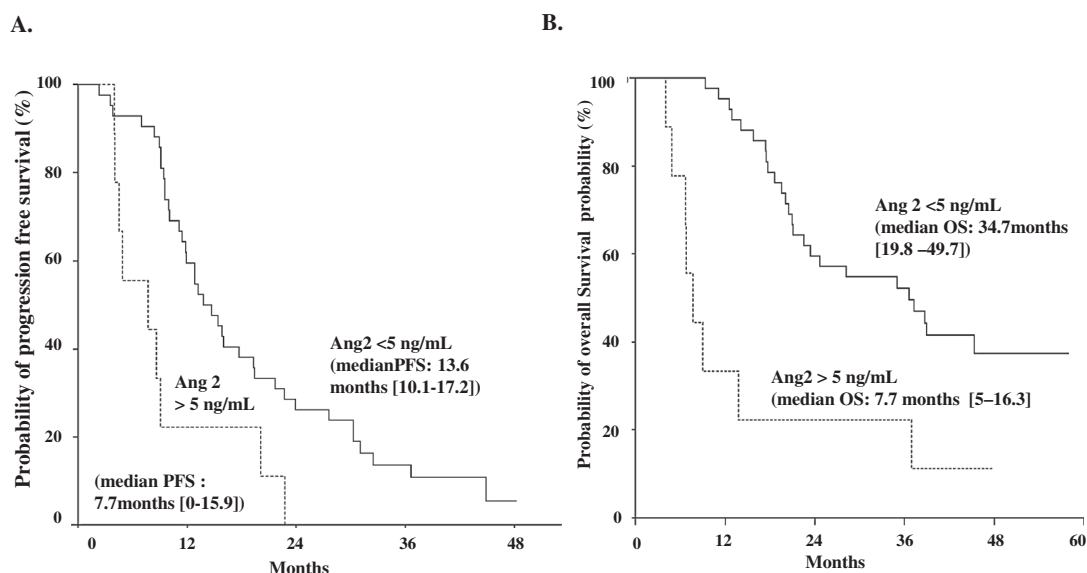 A.
Probability of progression free survival (%)
100
80
60
40
20
0
Ang2 <5 ng/mL
(medianPFS: 13.6
months [10.1-17.2])
Ang 2
> 5 ng/mL
(median PFS :
7.7months [0-15.9])
0 12 24 36 48
Months
B.
Probability of overall Survival probability (%)
100
80
60
40
20
0
Ang 2 <5 ng/mL
(median OS: 34.7months
[19.8 –49.7])
Ang2 > 5 ng/mL
(median OS: 7.7 months [5–16.3]
0 12 24 36 48 60
Months